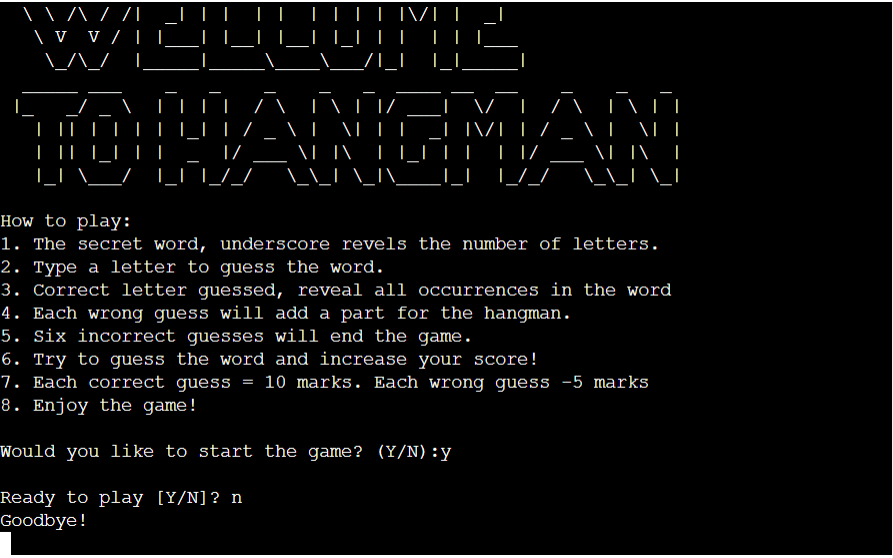 WELCOME
TO HANGMAN
How to play:
1. The secret word, underscore revels the number of letters.
2. Type a letter to guess the word.
3. Correct letter guessed, reveal all occurrences in the word
4. Each wrong guess will add a part for the hangman.
5. Six incorrect guesses will end the game.
6. Try to guess the word and increase your score!
7. Each correct guess = 10 marks. Each wrong guess -5 marks
8. Enjoy the game!
Would you like to start the game? (Y/N):y
Ready to play [Y/N]? n
Goodbye!